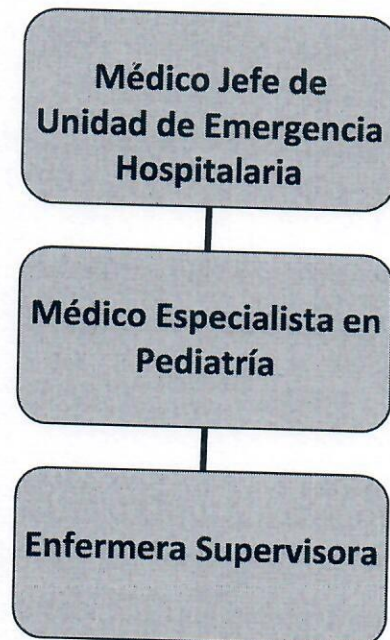 Médico Jefe de
Unidad de Emergencia
Hospitalaria
Médico Especialista en
Pediatría
Enfermera Supervisora